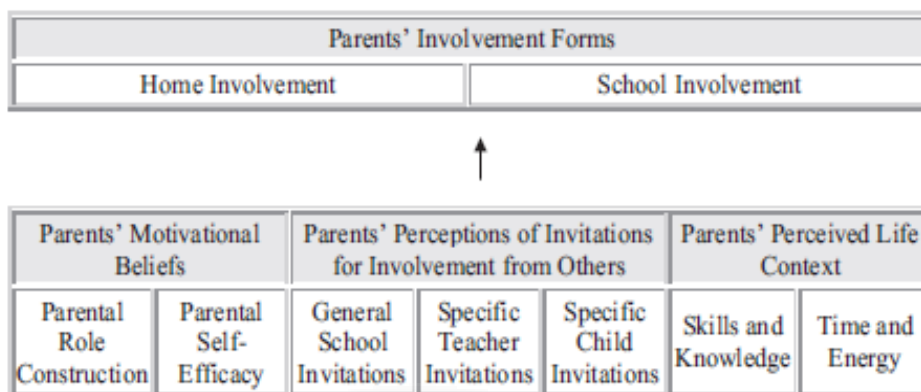 Parents' Involvement Forms
Home Involvement
School Involvement
Parents' Motivational
Beliefs
Parents' Perceptions of Invitations
for Involvement from Others
Parents' Perceived Life
Context
Parental
Role
Construction
Parental
Self-
Efficacy
General
School
Invitations
Specific
Teacher
Invitations
Specific
Child
Invitations
Skills and
Knowledge
Time and
Energy